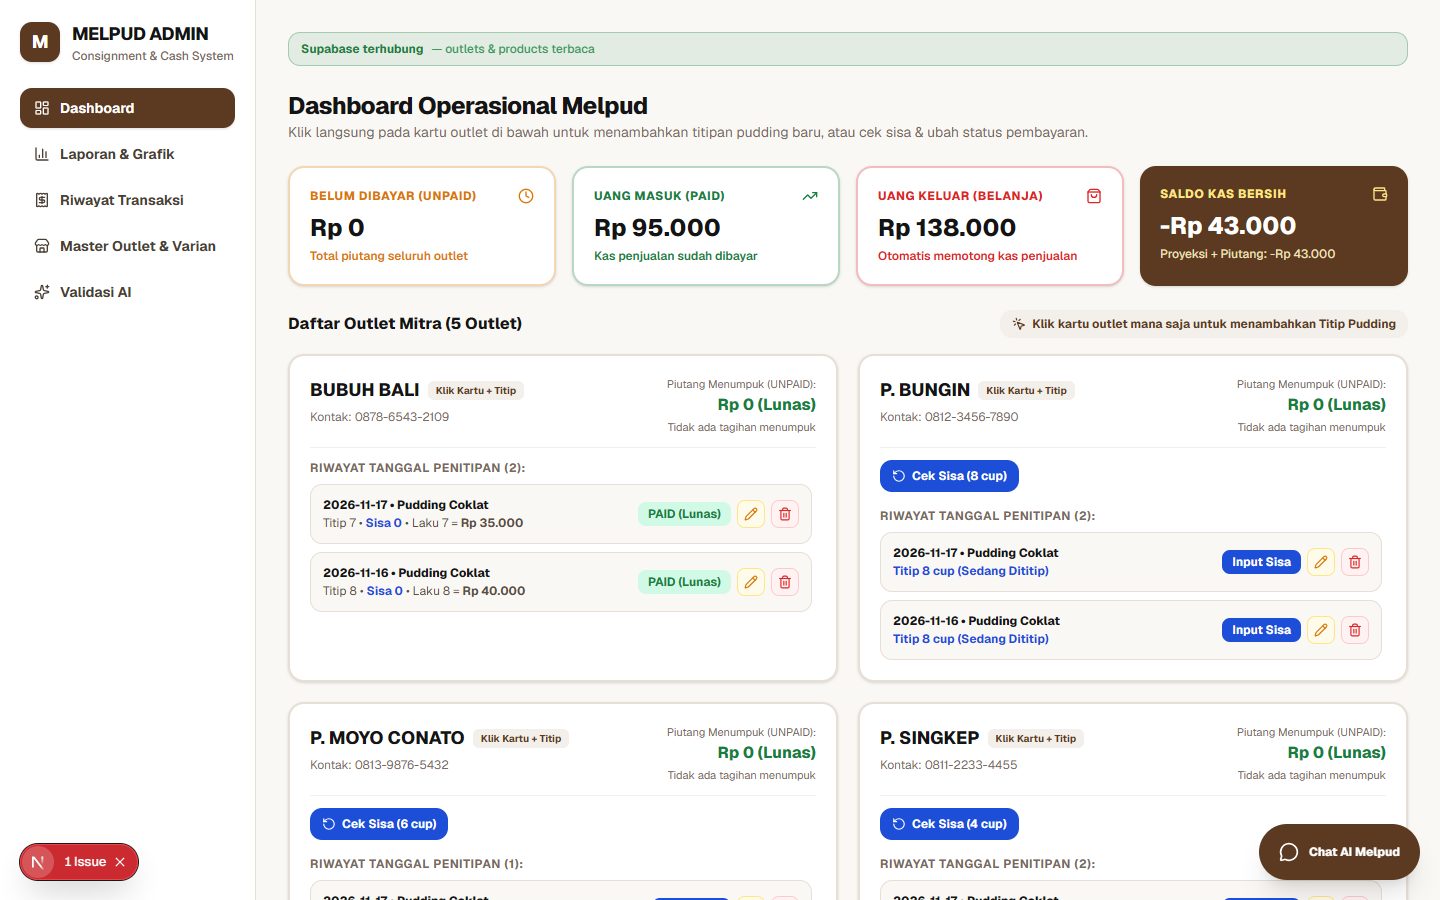 M
MELPUD ADMIN
Consignment & Cash System
Dashboard
Laporan & Grafik
Riwayat Transaksi
Master Outlet & Varian
Validasi AI
N
1 Issue
Supabase terhubung — outlets & products terbaca
Dashboard Operasional Melpud
Klik langsung pada kartu outlet di bawah untuk menambahkan titipan pudding baru, atau cek sisa & ubah status pembayaran.
BELUM DIBAYAR (UNPAID)
Rp 0
Total piutang seluruh outlet
UANG MASUK (PAID)
Rp 95.000
Kas penjualan sudah dibayar
UANG KELUAR (BELANJA)
Rp 138.000
Otomatis memotong kas penjualan
SALDO KAS BERSIH
-Rp 43.000
Proyeksi + Piutang: -Rp 43.000
Daftar Outlet Mitra (5 Outlet)
Klik kartu outlet mana saja untuk menambahkan Titip Pudding
BUBUH BALI
Klik Kartu + Titip
Kontak: 0878-6543-2109
Piutang Menumpuk (UNPAID):
Rp 0 (Lunas)
Tidak ada tagihan menumpuk
RIWAYAT TANGGAL PENITIPAN (2):
2026-11-17 • Pudding Coklat
Titip 7 • Sisa 0 • Laku 7 = Rp 35.000
PAID (Lunas)
2026-11-16 • Pudding Coklat
Titip 8 • Sisa 0 • Laku 8 = Rp 40.000
PAID (Lunas)
P. BUNGIN
Klik Kartu + Titip
Kontak: 0812-3456-7890
Piutang Menumpuk (UNPAID):
Rp 0 (Lunas)
Tidak ada tagihan menumpuk
Cek Sisa (8 cup)
RIWAYAT TANGGAL PENITIPAN (2):
2026-11-17 • Pudding Coklat
Titip 8 cup (Sedang Dititip)
Input Sisa
2026-11-16 • Pudding Coklat
Titip 8 cup (Sedang Dititip)
Input Sisa
P. MOYO CONATO
Klik Kartu + Titip
Kontak: 0813-9876-5432
Piutang Menumpuk (UNPAID):
Rp 0 (Lunas)
Tidak ada tagihan menumpuk
Cek Sisa (6 cup)
RIWAYAT TANGGAL PENITIPAN (1):
P. SINGKEP
Klik Kartu + Titip
Kontak: 0811-2233-4455
Piutang Menumpuk (UNPAID):
Rp 0 (Lunas)
Tidak ada tagihan menumpuk
Cek Sisa (4 cup)
RIWAYAT TANGGAL PENITIPAN (2):
Chat AI Melpud